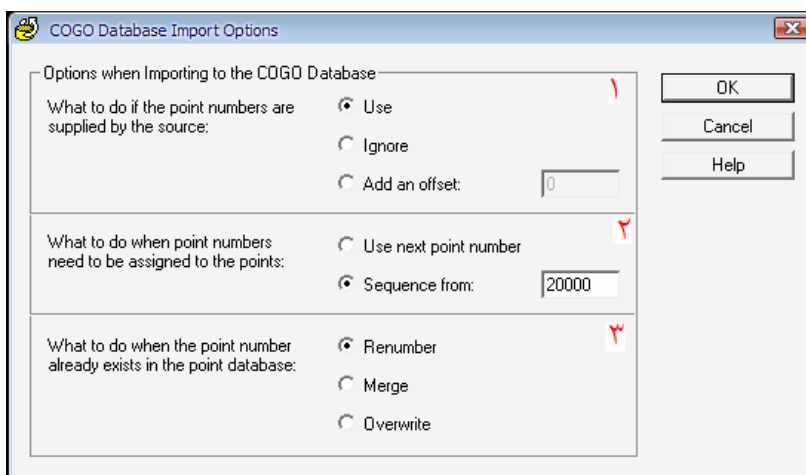 COGO Database Import Options
Options when Importing to the COGO Database
۱
What to do if the point numbers are
supplied by the source:
Use
Ignore
Add an offset:
0
OK
Cancel
Help
۲
What to do when point numbers
need to be assigned to the points:
Use next point number
Sequence from:
20000
۳
What to do when the point number
already exists in the point database:
Renumber
Merge
Overwrite